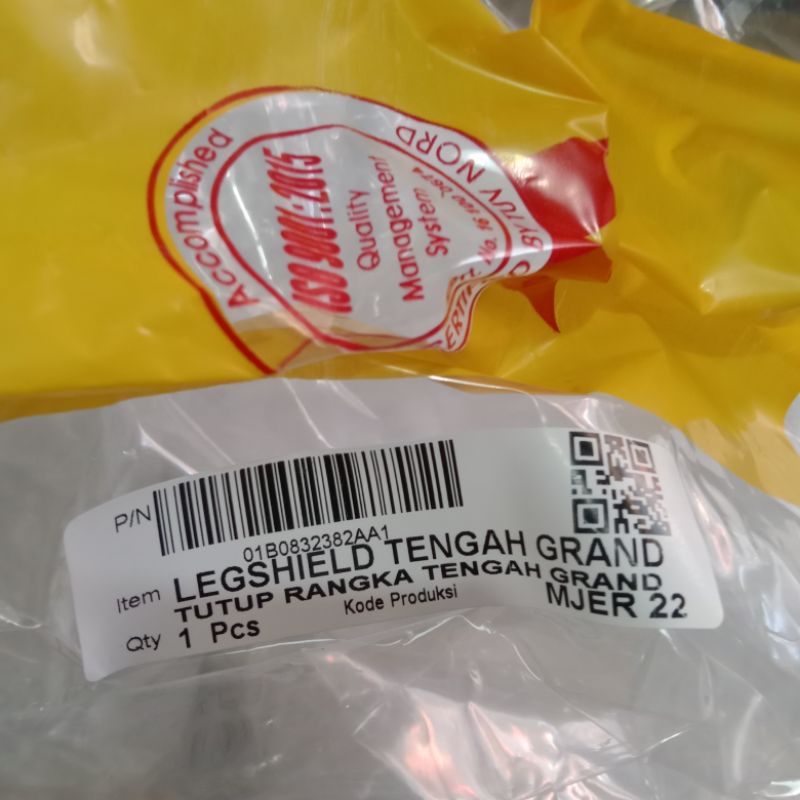 Accomplished
ISO 9001:2015
Quality
Management
System
BY TUV NORD
P/N
01B0832382AA1
Item LEGSHIELD TENGAH GRAND
TUTUP RANGKA TENGAH GRAND
Qty 1 Pcs
Kode Produksi MJER 22